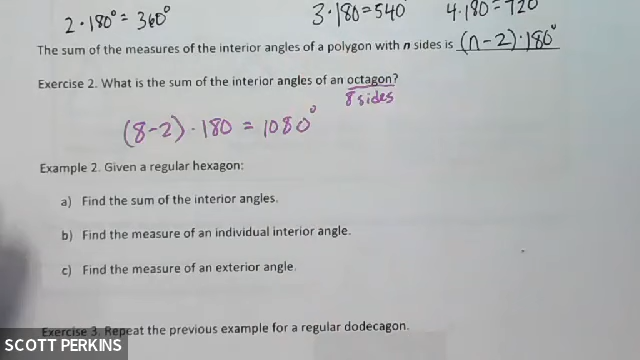 2·180° = 360° 3·180=540° 4·180=720
The sum of the measures of the interior angles of a polygon with n sides is (n-2)·180°
Exercise 2. What is the sum of the interior angles of an octagon?
8 sides
(8-2)·180 = 1080°
Example 2. Given a regular hexagon:
a) Find the sum of the interior angles.
b) Find the measure of an individual interior angle.
c) Find the measure of an exterior angle.
Exercise 3. Repeat the previous example for a regular dodecagon.
SCOTT PERKINS